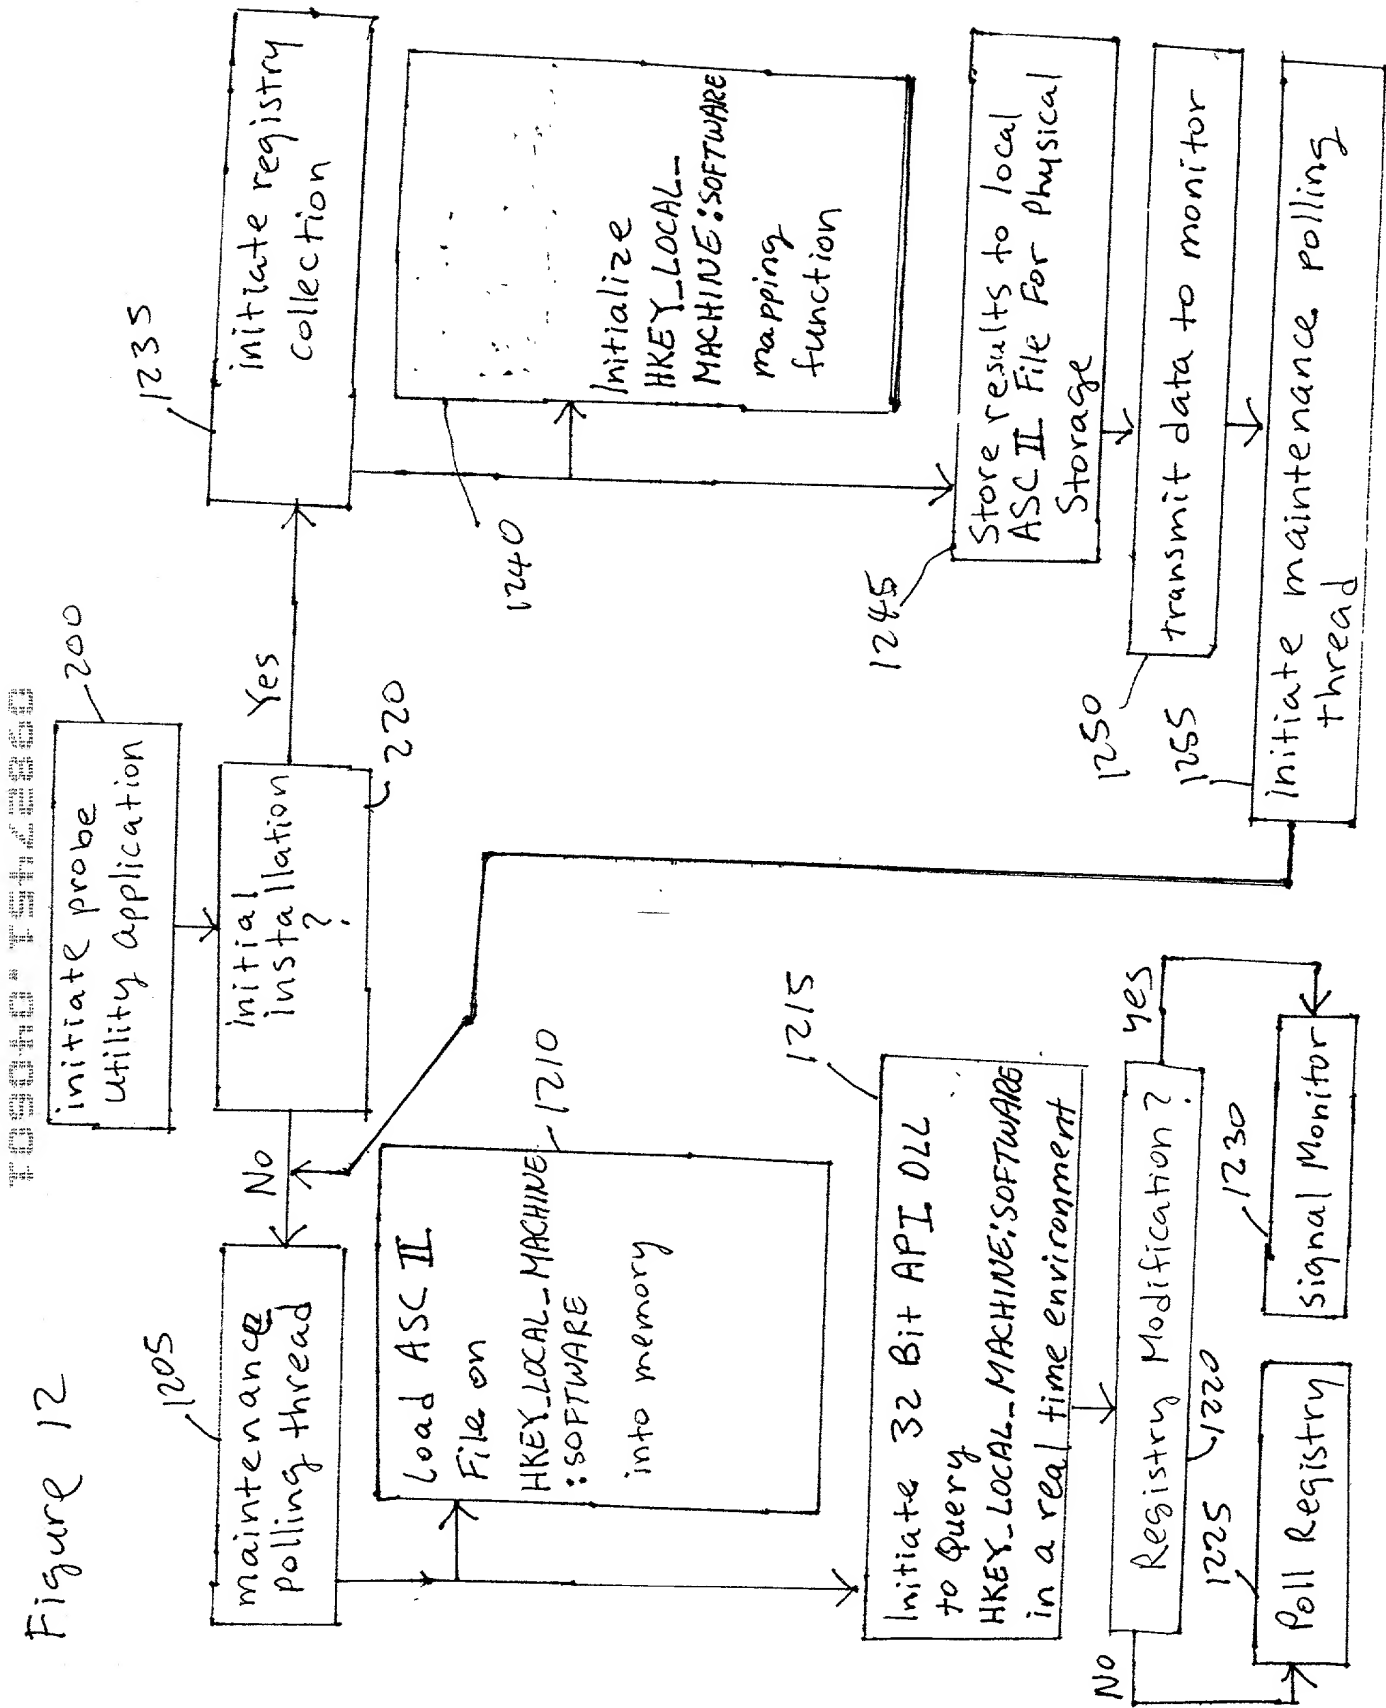 Figure 12
initiate probe
utility application
200
initial
installation
?
220
No
Yes
maintenance
polling thread
1205
Load ASC II
File on
HKEY_LOCAL_MACHINE
:SOFTWARE
into memory
1210
Initiate 32 Bit API DLL
to Query
HKEY_LOCAL_MACHINE:SOFTWARE
in a real time environment
1215
Registry Modification?
1220
No
yes
Poll Registry
1225
Signal Monitor
1230
initiate registry
collection
1235
Initialize
HKEY_LOCAL_
MACHINE:SOFTWARE
mapping
function
1240
Store results to local
ASC II File For Physical
Storage
1245
transmit data to monitor
1250
initiate maintenance polling
thread
1255